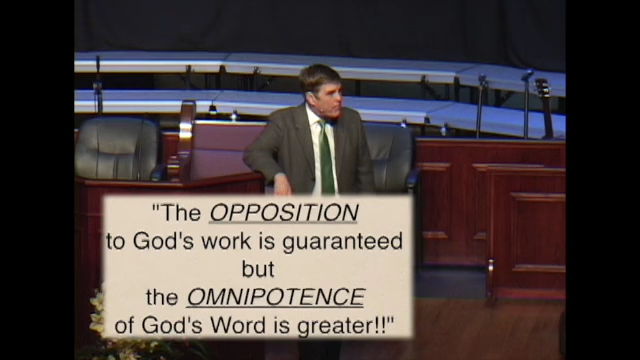 "The OPPOSITION
to God's work is guaranteed
but
the OMNIPOTENCE
of God's Word is greater!!"